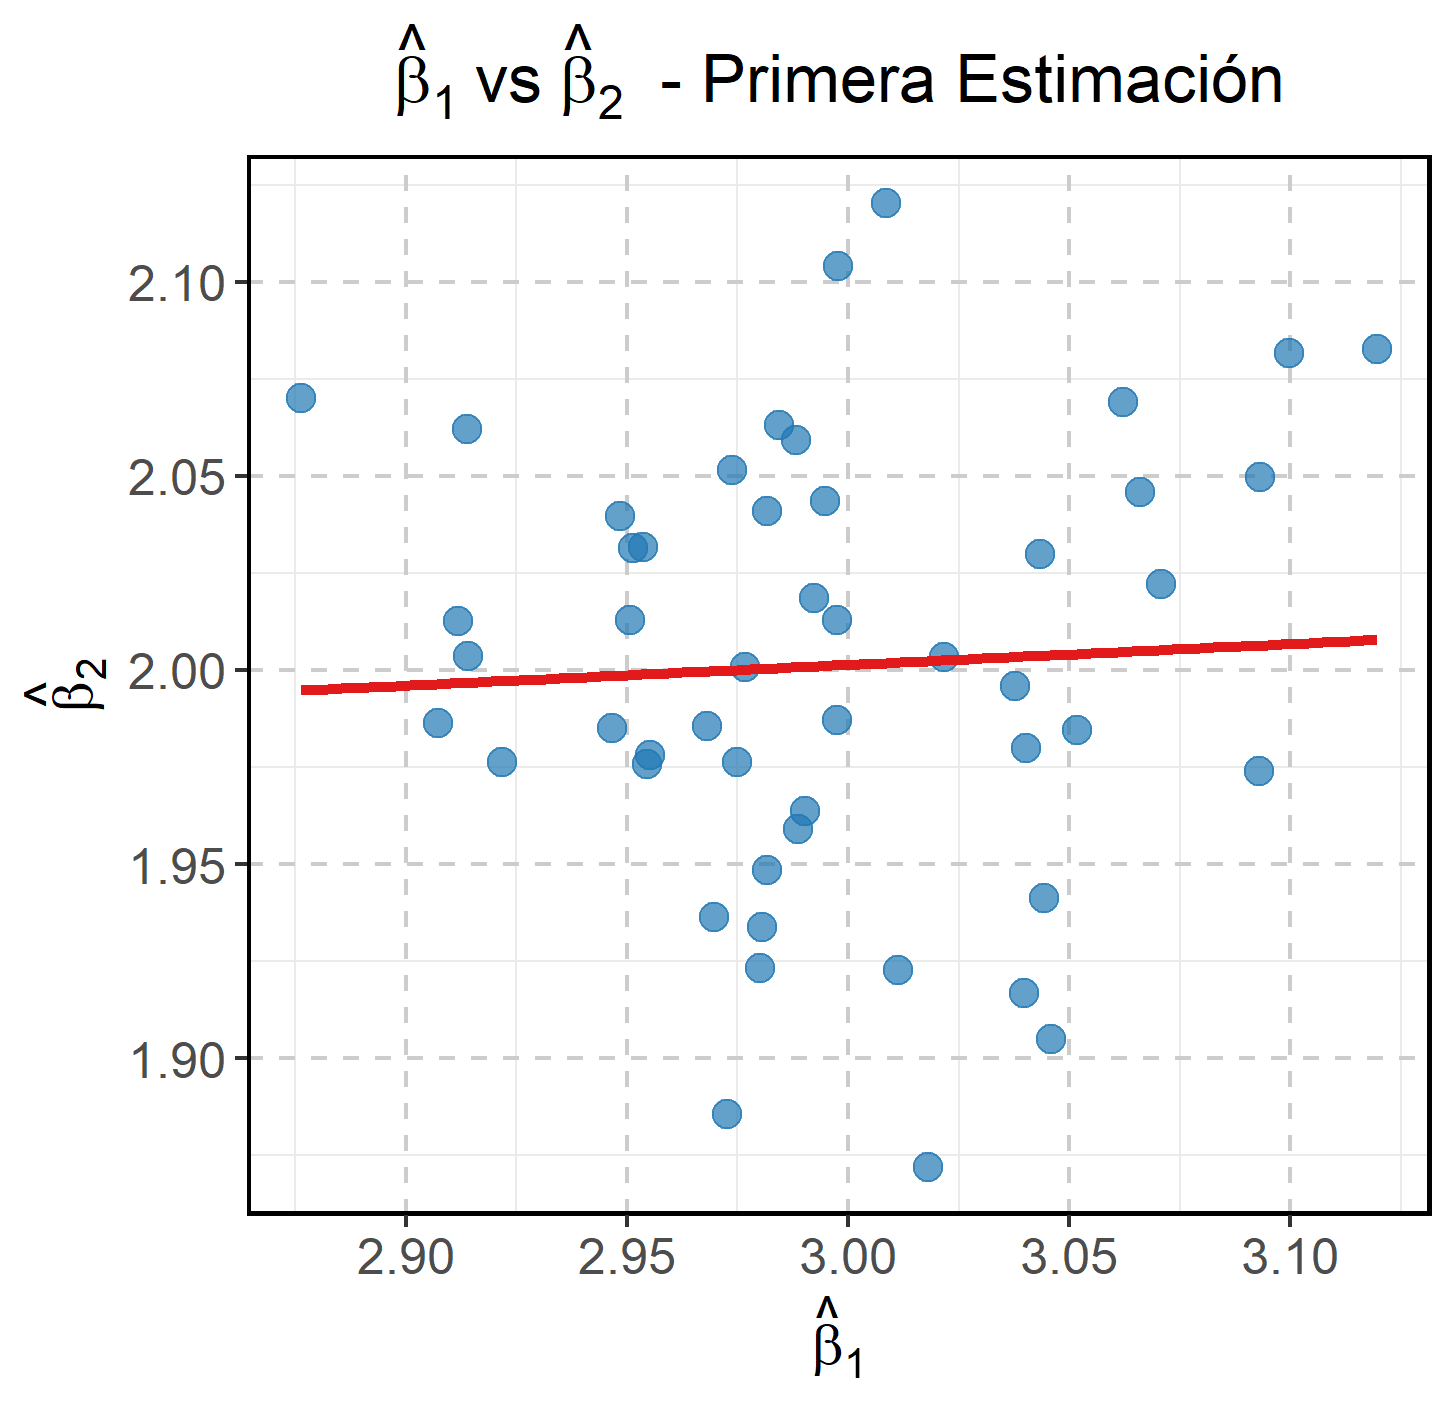 β̂₁ vs β̂₂ - Primera Estimación
2.10
2.05
2.00
1.95
1.90
β̂₂
2.90 2.95 3.00 3.05 3.10
β̂₁